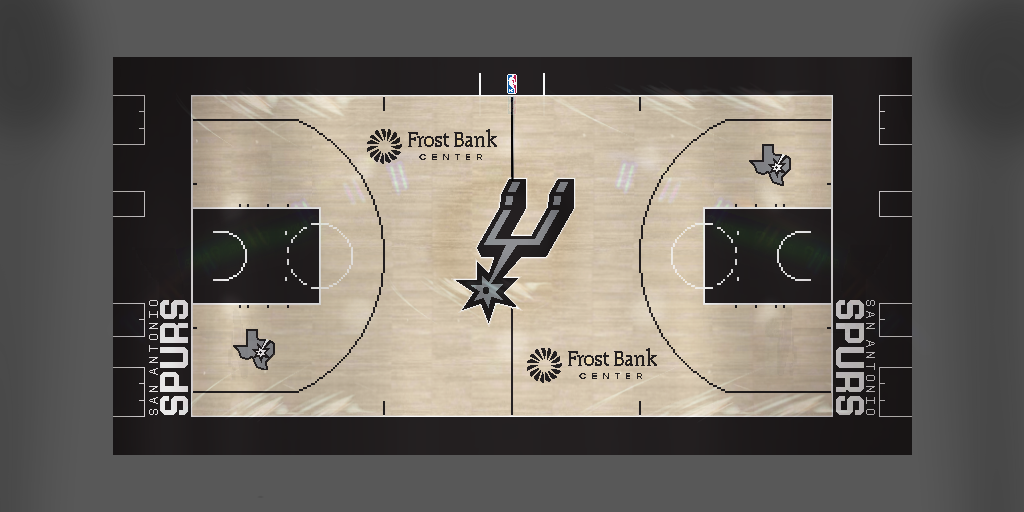 Frost Bank
CENTER
SAN ANTONIO
SPURS
SPURS
SAN ANTONIO
Frost Bank
CENTER